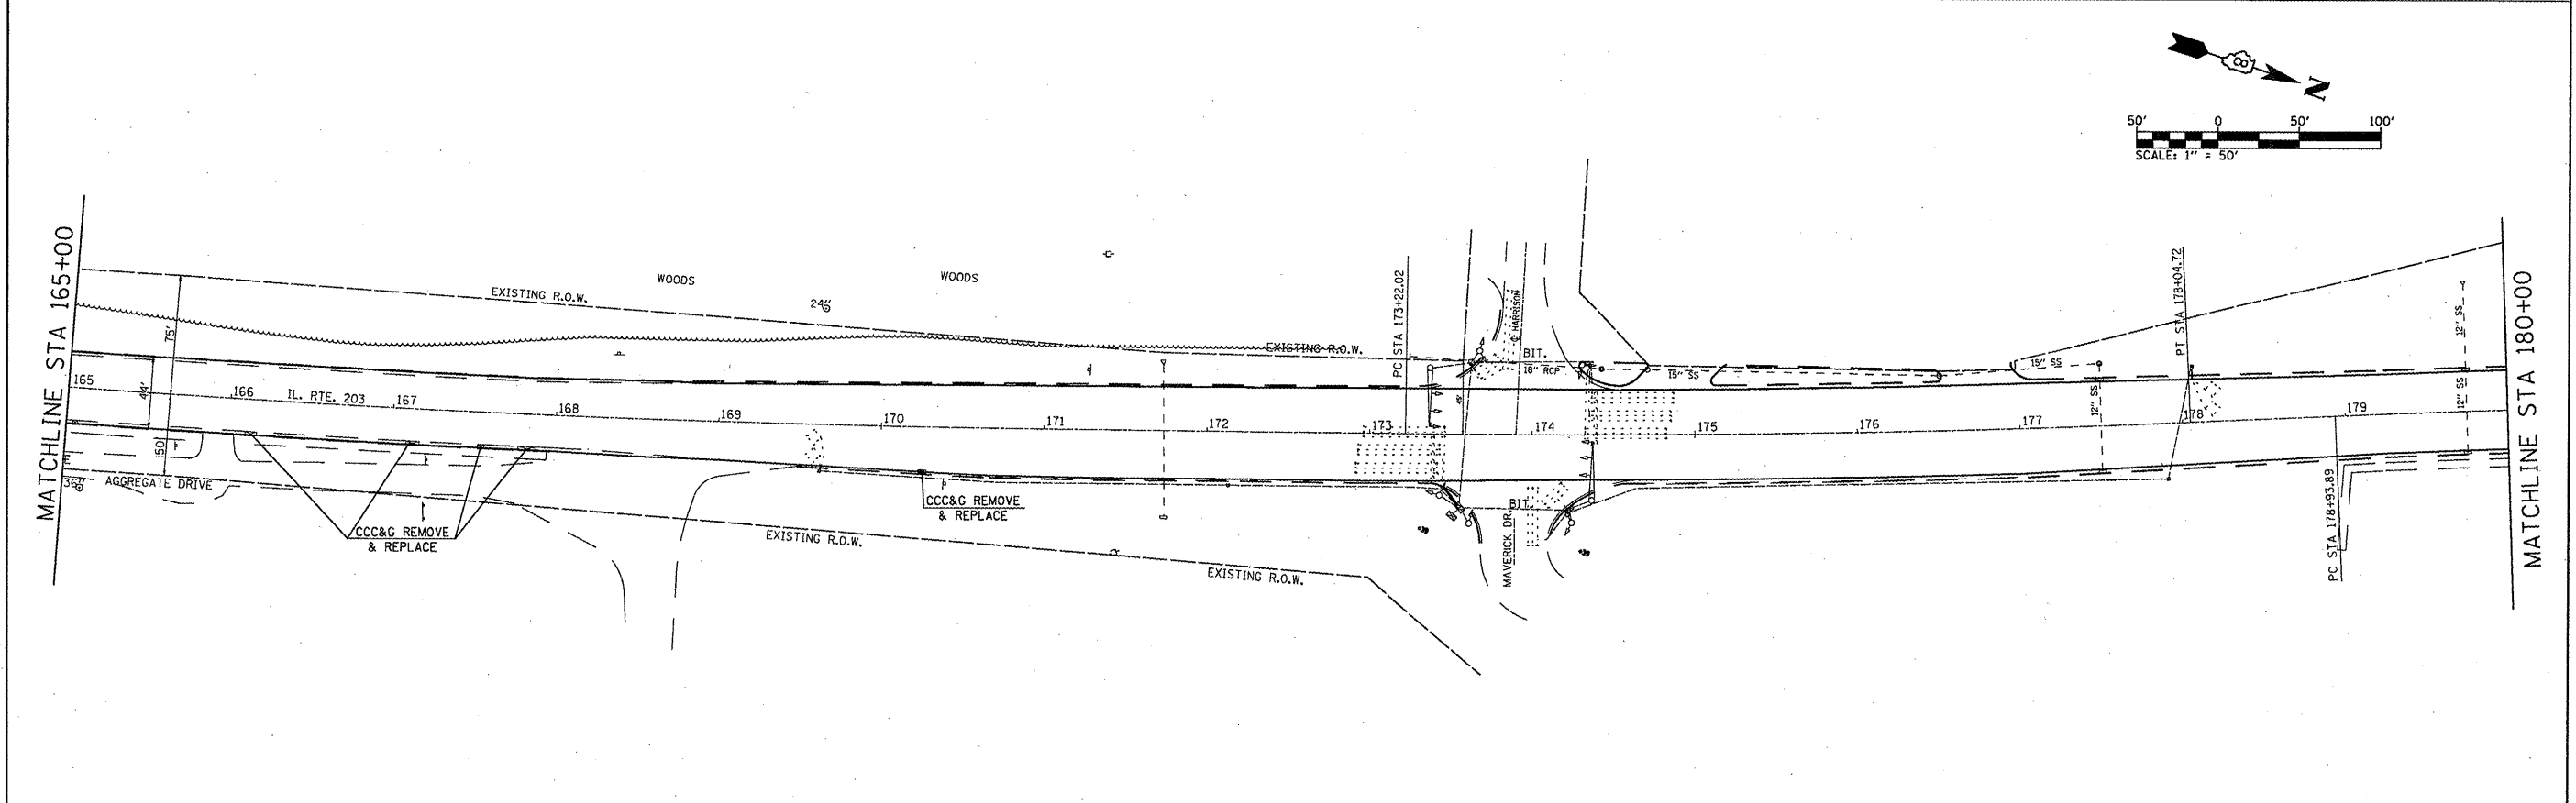 N
50' 0 50' 100'
SCALE: 1" = 50'
MATCHLINE STA 165+00
WOODS
WOODS
EXISTING R.O.W.
24"
75'
44'
50'
165
166
IL. RTE. 203
167
168
169
170
171
172
173
174
175
176
177
178
179
EXISTING R.O.W.
PC STA 173+22.02
HARRISON
BIT.
18" RCP
15" SS
15" SS
12" SS
PT STA 178+04.72
12" SS
12" SS
MATCHLINE STA 180+00
36"
AGGREGATE DRIVE
CCC&G REMOVE
& REPLACE
CCC&G REMOVE
& REPLACE
EXISTING R.O.W.
EXISTING R.O.W.
BIT.
MAVERICK DR.
PC STA 178+93.89